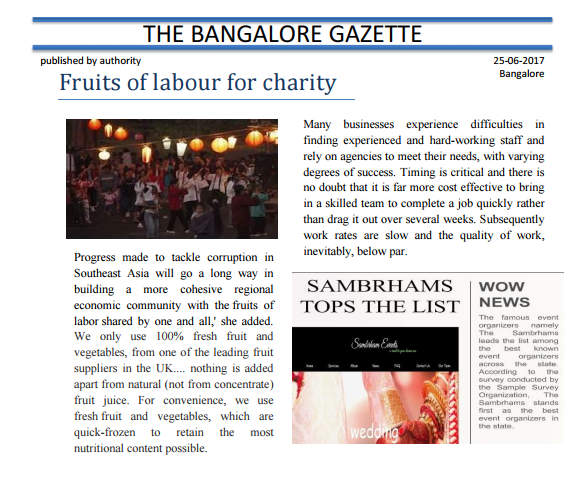 THE BANGALORE GAZETTE
published by authority
25-06-2017
Bangalore
Fruits of labour for charity
Progress made to tackle corruption in
Southeast Asia will go a long way in
building a more cohesive regional
economic community with the fruits of
labor shared by one and all,' she added.
We only use 100% fresh fruit and
vegetables, from one of the leading fruit
suppliers in the UK.... nothing is added
apart from natural (not from concentrate)
fruit juice. For convenience, we use
fresh fruit and vegetables, which are
quick-frozen to retain the most
nutritional content possible.
Many businesses experience difficulties in
finding experienced and hard-working staff and
rely on agencies to meet their needs, with varying
degrees of success. Timing is critical and there is
no doubt that it is far more cost effective to bring
in a skilled team to complete a job quickly rather
than drag it out over several weeks. Subsequently
work rates are slow and the quality of work,
inevitably, below par.
SAMBRHAMS
TOPS THE LIST
Sambrham Events
Home Services About News FAQ Contact Us Our Team
wedding
WOW
NEWS
The famous event
organizers namely
The Sambrhams
leads the list among
the best known
event organizers
across the state.
According to the
survey conducted by
the Sample Survey
Organization, The
Sambrhams stands
first as the best
event organizers in
the state.